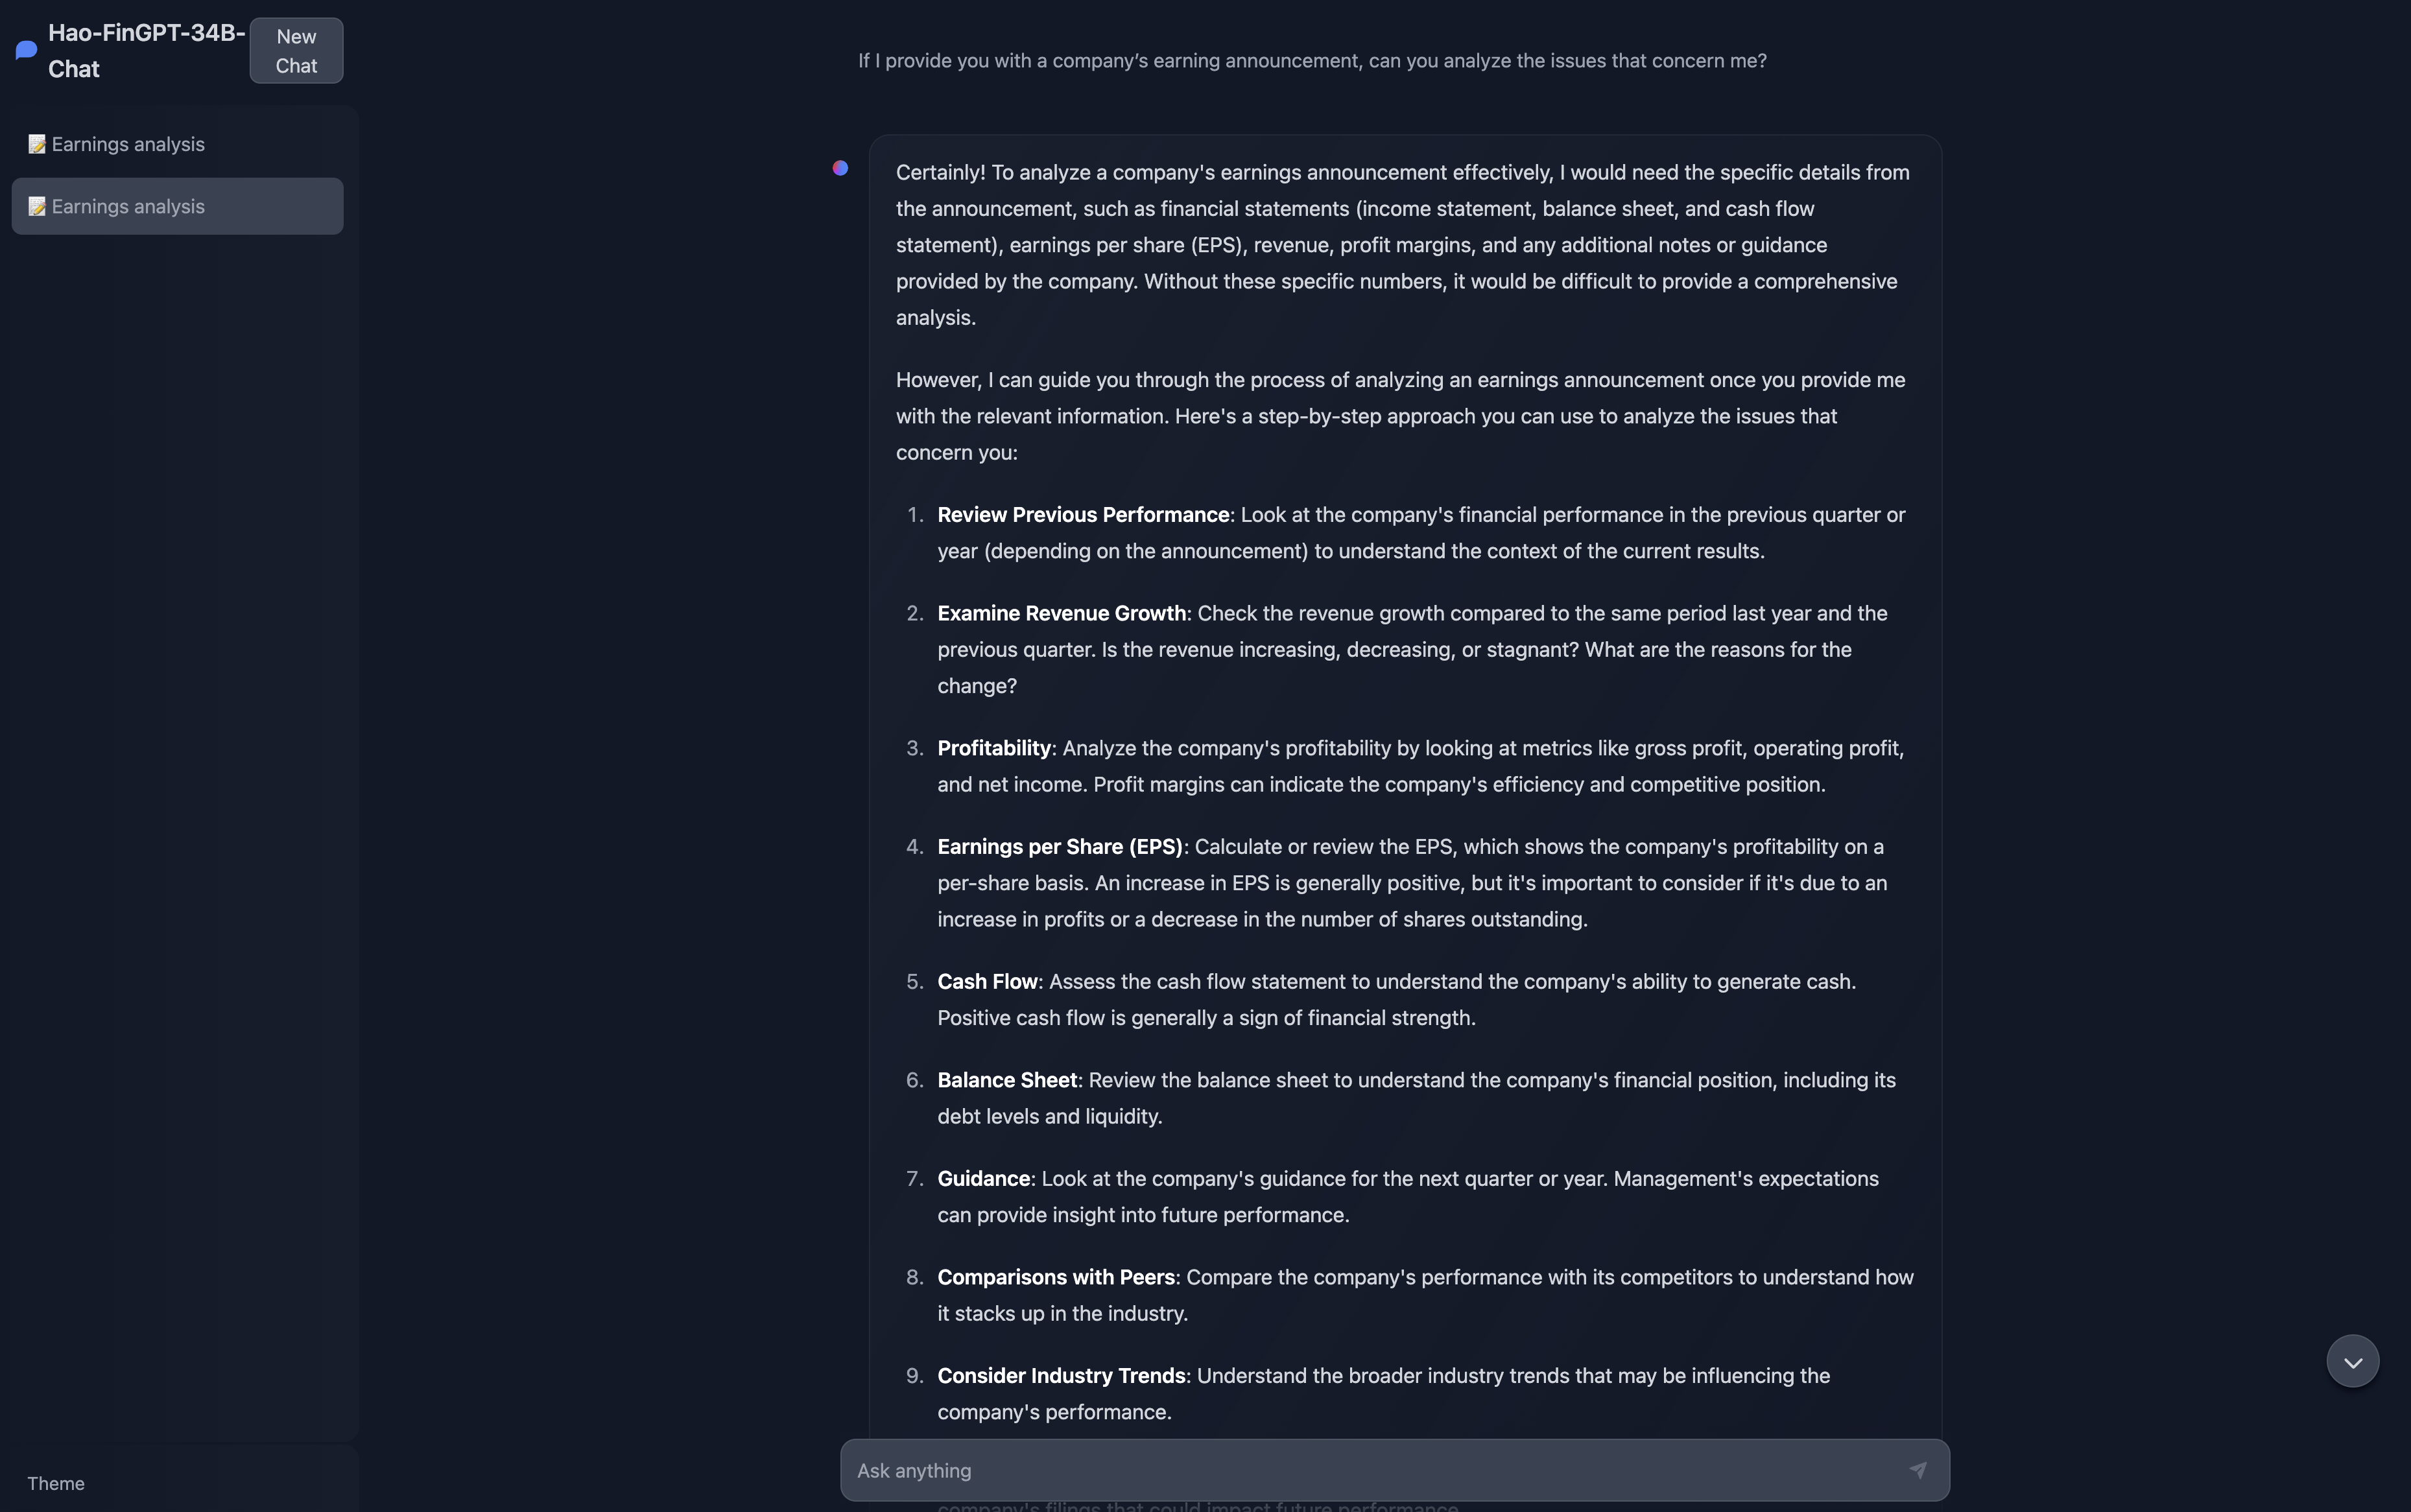 Hao-FinGPT-34B-
Chat
New
Chat
📝 Earnings analysis
📝 Earnings analysis
Theme
If I provide you with a company’s earning announcement, can you analyze the issues that concern me?
Certainly! To analyze a company's earnings announcement effectively, I would need the specific details from
the announcement, such as financial statements (income statement, balance sheet, and cash flow
statement), earnings per share (EPS), revenue, profit margins, and any additional notes or guidance
provided by the company. Without these specific numbers, it would be difficult to provide a comprehensive
analysis.
However, I can guide you through the process of analyzing an earnings announcement once you provide me
with the relevant information. Here's a step-by-step approach you can use to analyze the issues that
concern you:
1. Review Previous Performance: Look at the company's financial performance in the previous quarter or
year (depending on the announcement) to understand the context of the current results.
2. Examine Revenue Growth: Check the revenue growth compared to the same period last year and the
previous quarter. Is the revenue increasing, decreasing, or stagnant? What are the reasons for the
change?
3. Profitability: Analyze the company's profitability by looking at metrics like gross profit, operating profit,
and net income. Profit margins can indicate the company's efficiency and competitive position.
4. Earnings per Share (EPS): Calculate or review the EPS, which shows the company's profitability on a
per-share basis. An increase in EPS is generally positive, but it's important to consider if it's due to an
increase in profits or a decrease in the number of shares outstanding.
5. Cash Flow: Assess the cash flow statement to understand the company's ability to generate cash.
Positive cash flow is generally a sign of financial strength.
6. Balance Sheet: Review the balance sheet to understand the company's financial position, including its
debt levels and liquidity.
7. Guidance: Look at the company's guidance for the next quarter or year. Management's expectations
can provide insight into future performance.
8. Comparisons with Peers: Compare the company's performance with its competitors to understand how
it stacks up in the industry.
9. Consider Industry Trends: Understand the broader industry trends that may be influencing the
company's performance.
Ask anything
company's filings that could impact future performance.